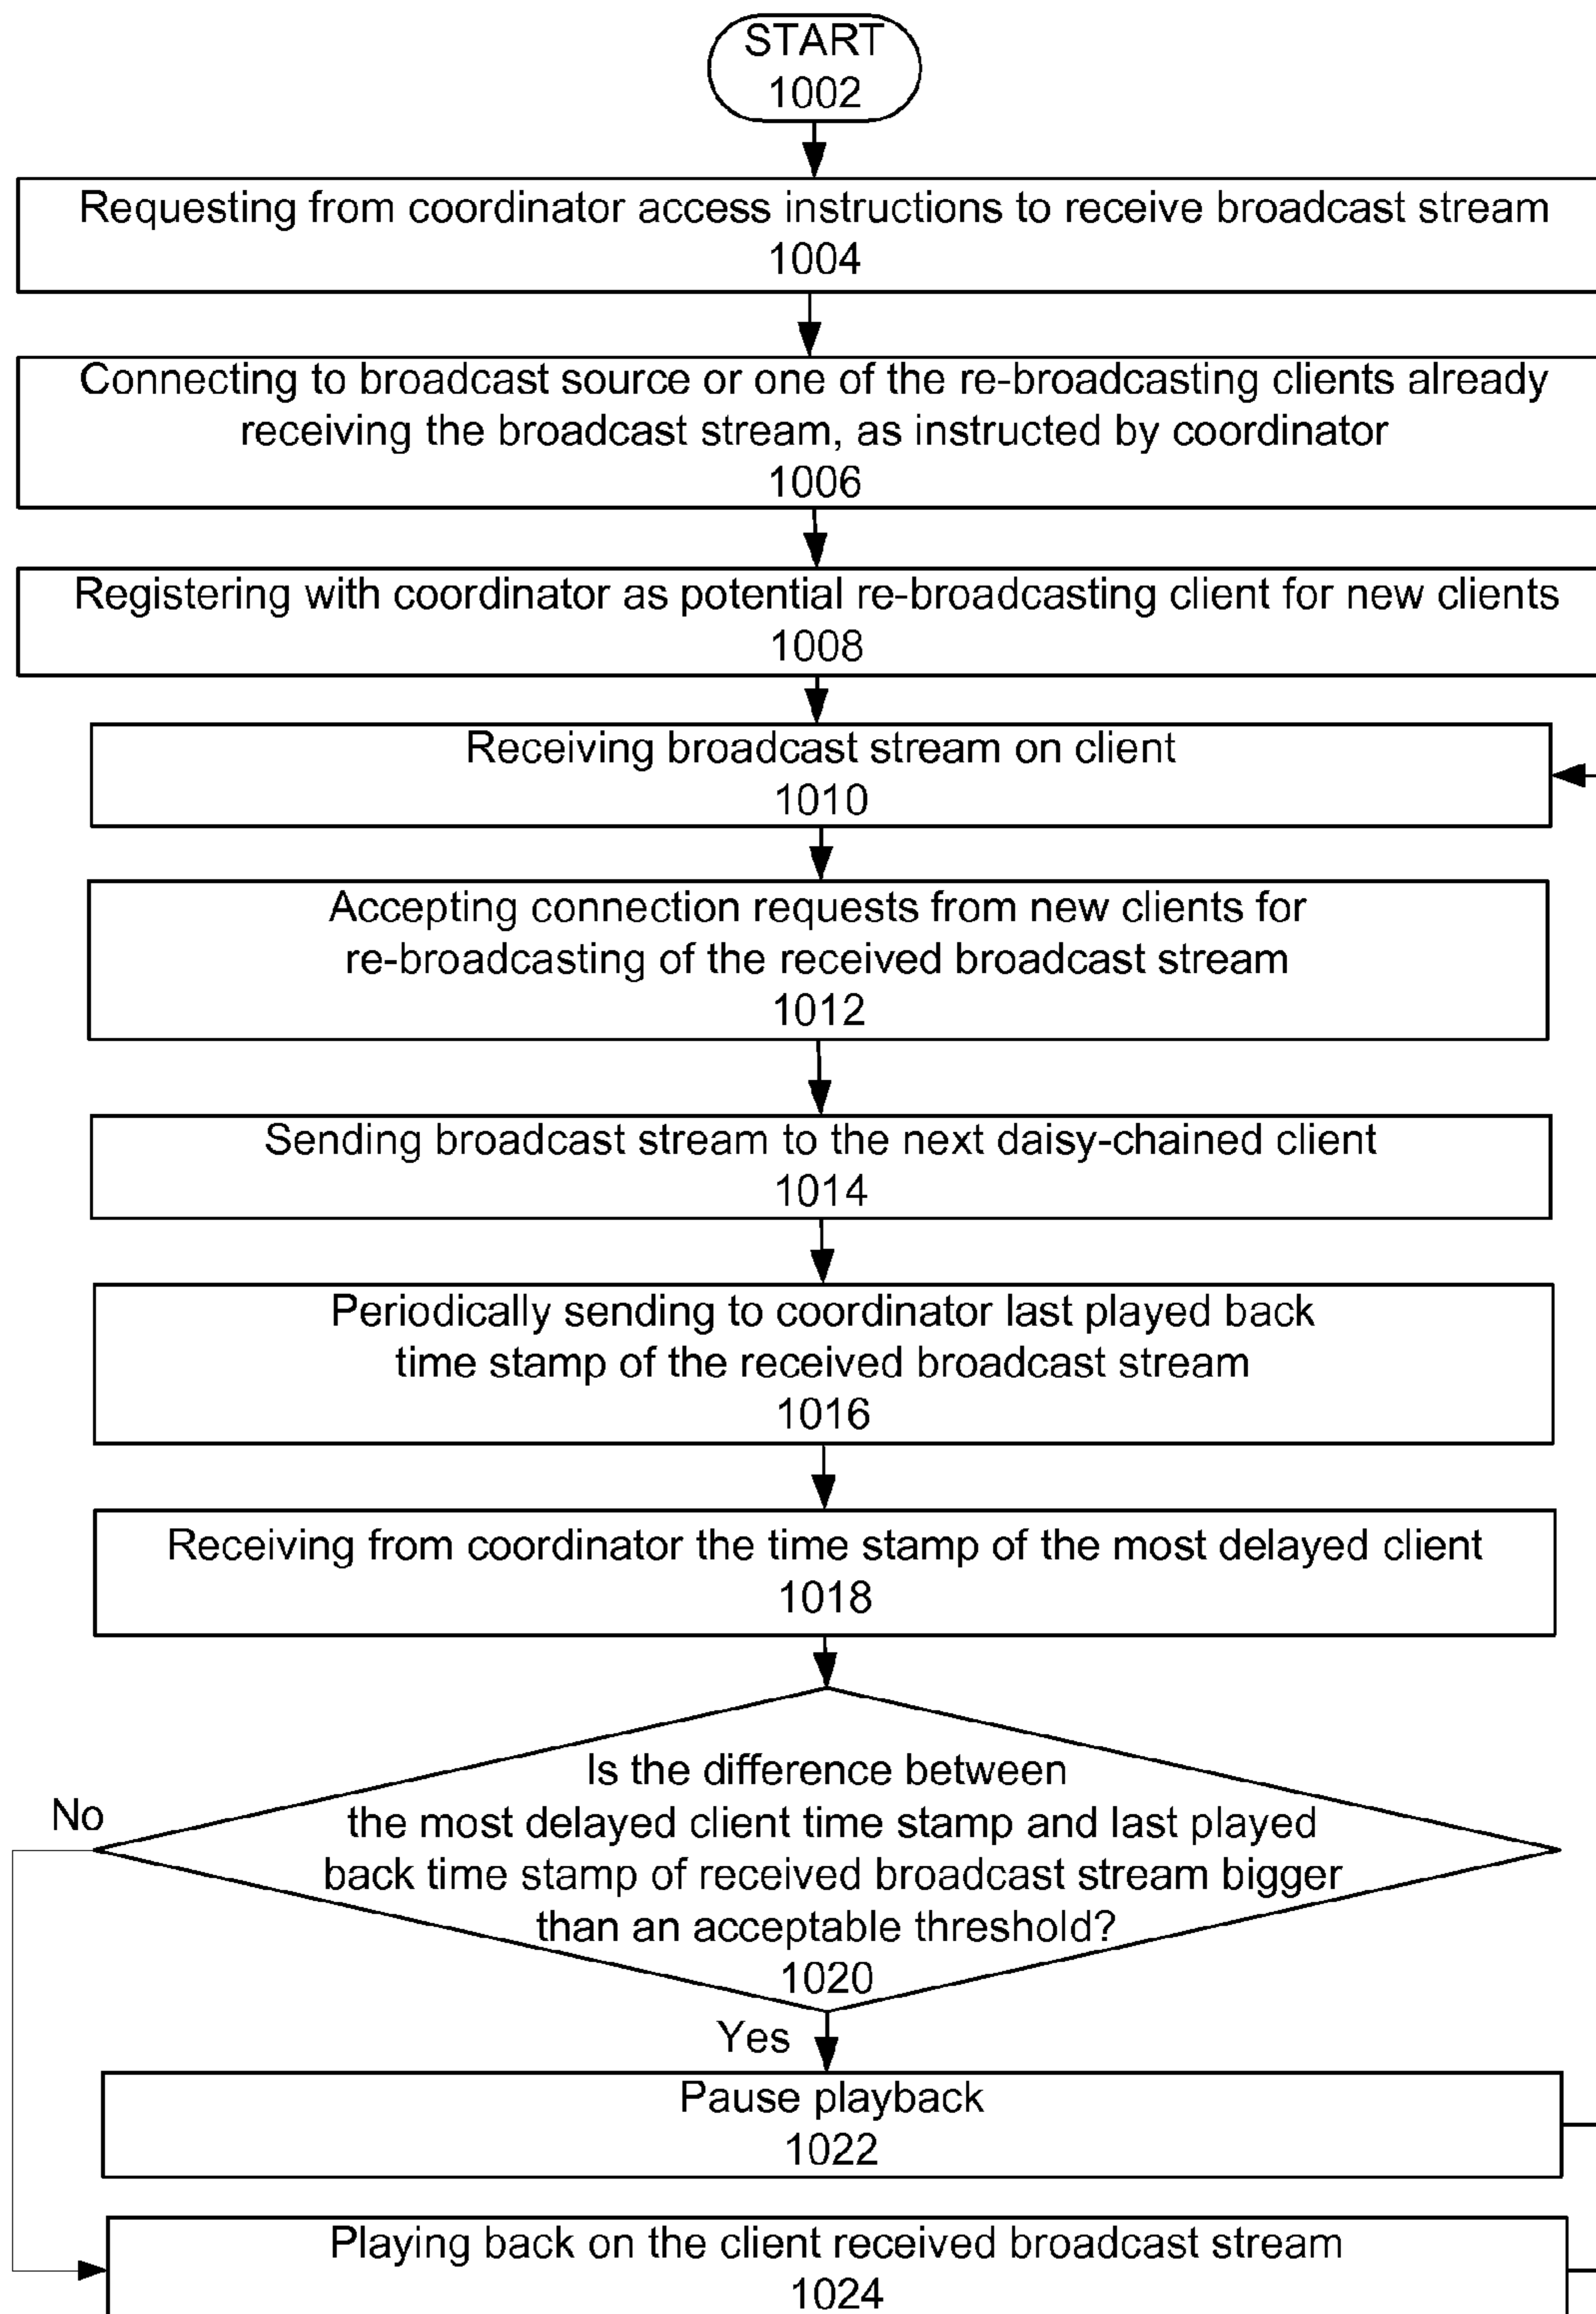 START
1002
Requesting from coordinator access instructions to receive broadcast stream
1004
Connecting to broadcast source or one of the re-broadcasting clients already
receiving the broadcast stream, as instructed by coordinator
1006
Registering with coordinator as potential re-broadcasting client for new clients
1008
Receiving broadcast stream on client
1010
Accepting connection requests from new clients for
re-broadcasting of the received broadcast stream
1012
Sending broadcast stream to the next daisy-chained client
1014
Periodically sending to coordinator last played back
time stamp of the received broadcast stream
1016
Receiving from coordinator the time stamp of the most delayed client
1018
Is the difference between
the most delayed client time stamp and last played
back time stamp of received broadcast stream bigger
than an acceptable threshold?
1020
No
Yes
Pause playback
1022
Playing back on the client received broadcast stream
1024